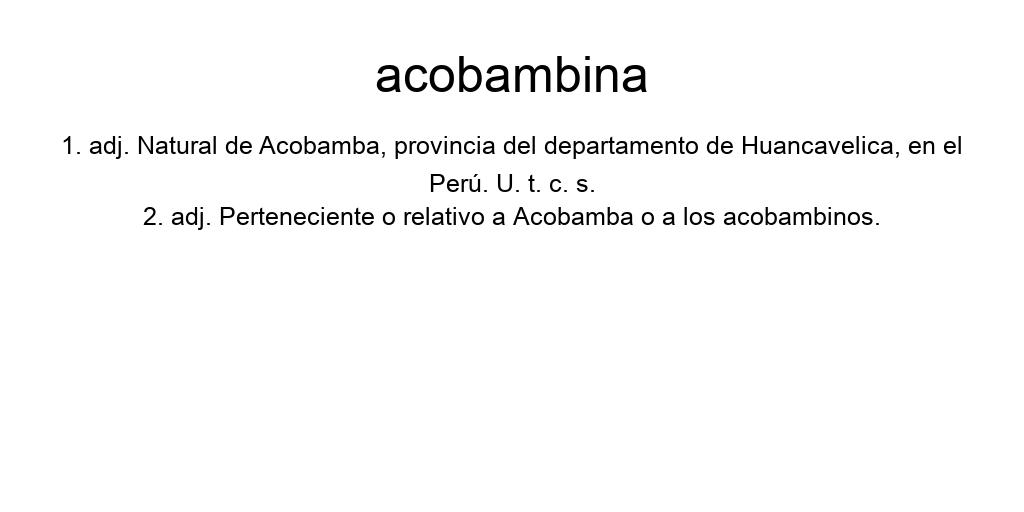 acobambina
1. adj. Natural de Acobamba, provincia del departamento de Huancavelica, en el
Perú. U. t. c. s.
2. adj. Perteneciente o relativo a Acobamba o a los acobambinos.